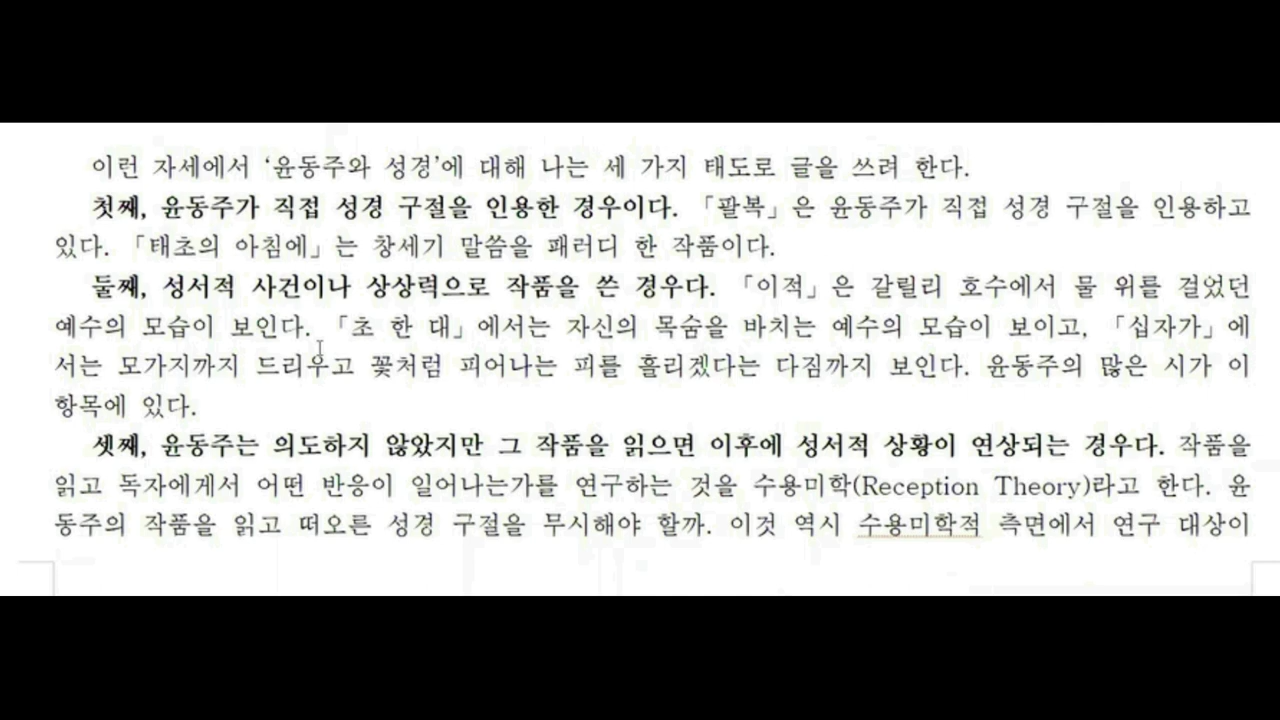 이런 자세에서 ‘윤동주와 성경’에 대해 나는 세 가지 태도로 글을 쓰려 한다.
첫째, 윤동주가 직접 성경 구절을 인용한 경우이다. 「팔복」은 윤동주가 직접 성경 구절을 인용하고
있다. 「태초의 아침에」는 창세기 말씀을 패러디 한 작품이다.
둘째, 성서적 사건이나 상상력으로 작품을 쓴 경우다. 「이적」은 갈릴리 호수에서 물 위를 걸었던
예수의 모습이 보인다. 「초 한 대」에서는 자신의 목숨을 바치는 예수의 모습이 보이고, 「십자가」에
서는 모가지까지 드리우고 꽃처럼 피어나는 피를 흘리겠다는 다짐까지 보인다. 윤동주의 많은 시가 이
항목에 있다.
셋째, 윤동주는 의도하지 않았지만 그 작품을 읽으면 이후에 성서적 상황이 연상되는 경우다. 작품을
읽고 독자에게서 어떤 반응이 일어나는가를 연구하는 것을 수용미학(Reception Theory)라고 한다. 윤
동주의 작품을 읽고 떠오른 성경 구절을 무시해야 할까. 이것 역시 수용미학적 측면에서 연구 대상이